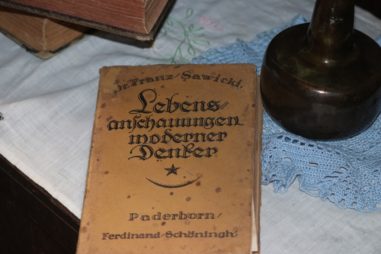 Dr. Franz Sawicki.
Lebens-
anschauungen
moderner
Denker
Paderborn/
Ferdinand Schöningh